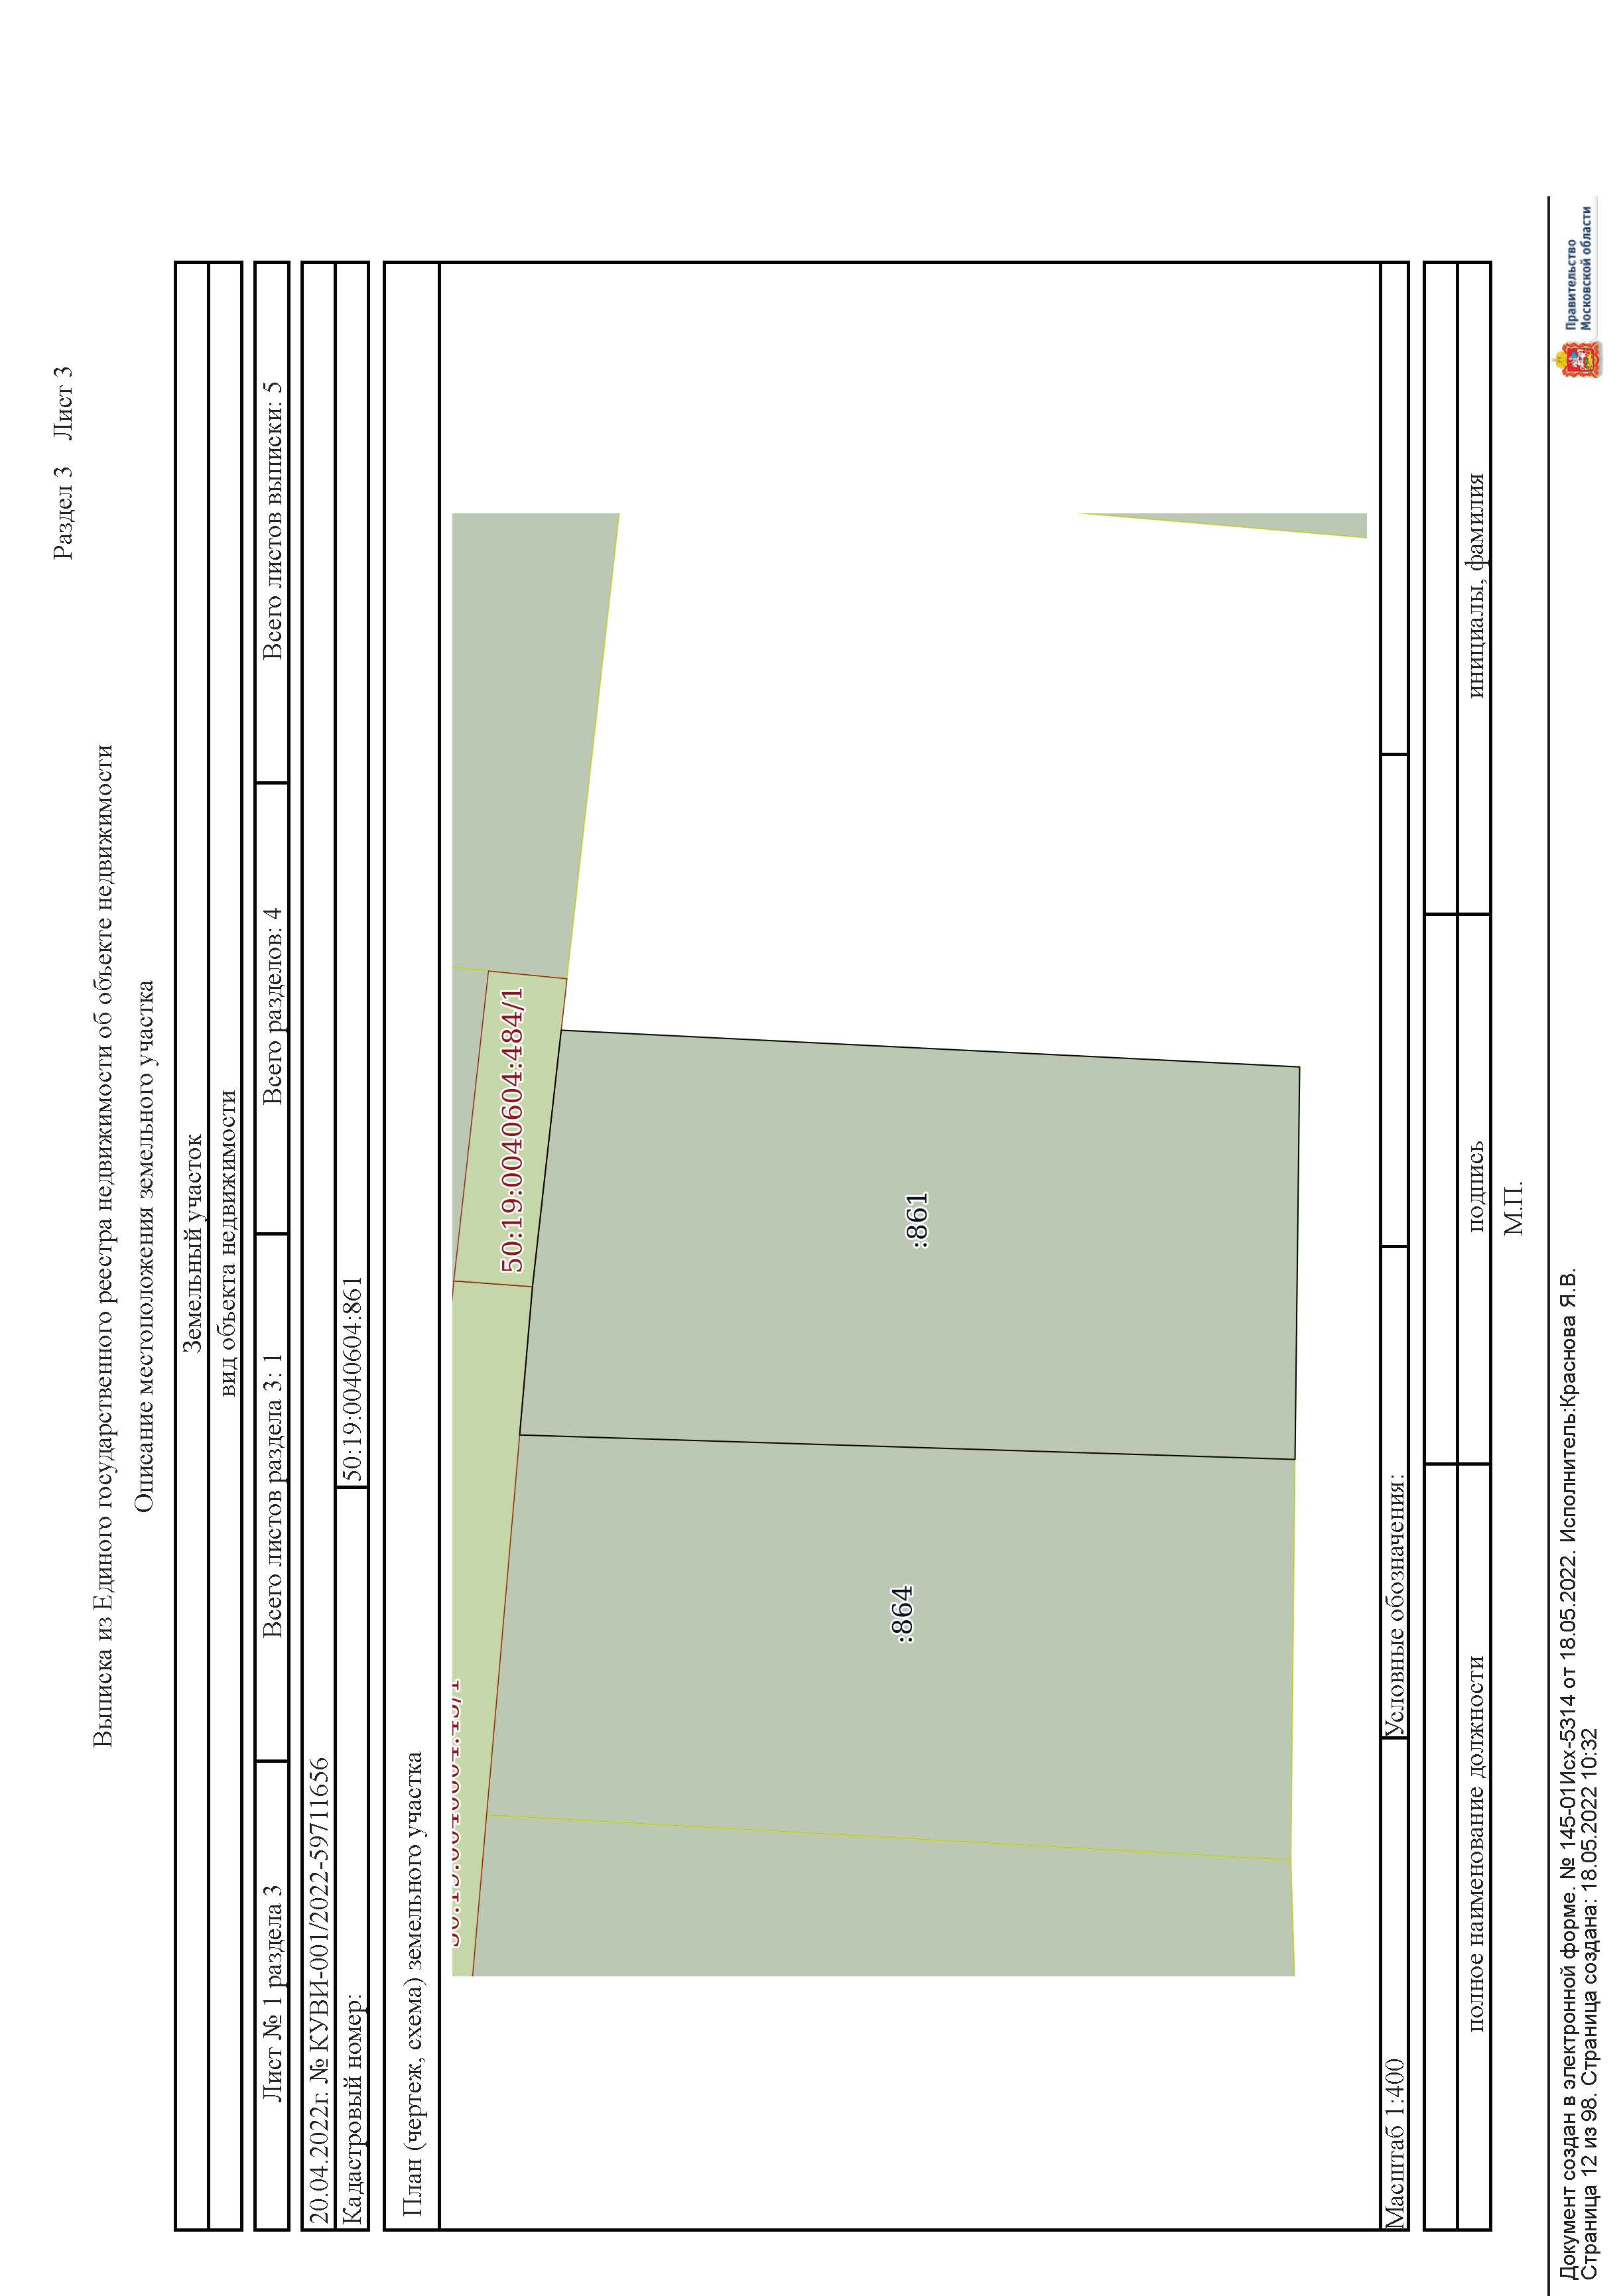 Раздел 3 Лист 3
Выписка из Единого государственного реестра недвижимости об объекте недвижимости
Описание местоположения земельного участка
Земельный участок
вид объекта недвижимости
Лист № 1 раздела 3 Всего листов раздела 3: 1 Всего разделов: 4 Всего листов выписки: 5
20.04.2022г. № КУВИ-001/2022-59711656
Кадастровый номер: 50:19:0040604:861
План (чертеж, схема) земельного участка
50:19:0040604:484/1
:864
:861
Масштаб 1:400 Условные обозначения:
полное наименование должности подпись инициалы, фамилия
М.П.
Документ создан в электронной форме. № 145-01Исх-5314 от 18.05.2022. Исполнитель:Краснова Я.В.
Страница 12 из 98. Страница создана: 18.05.2022 10:32
Правительство
Московской области